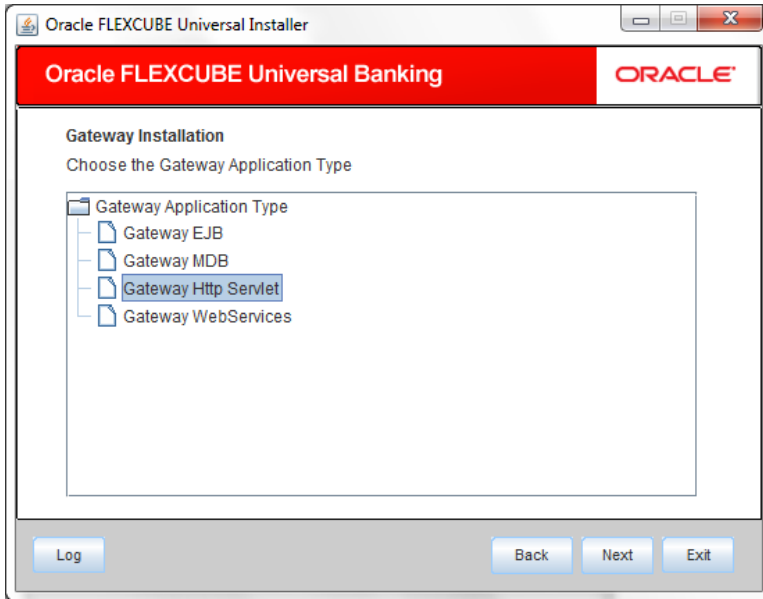 Oracle FLEXCUBE Universal Installer
Oracle FLEXCUBE Universal Banking
ORACLE
Gateway Installation
Choose the Gateway Application Type
Gateway Application Type
Gateway EJB
Gateway MDB
Gateway Http Servlet
Gateway WebServices
Log Back Next Exit